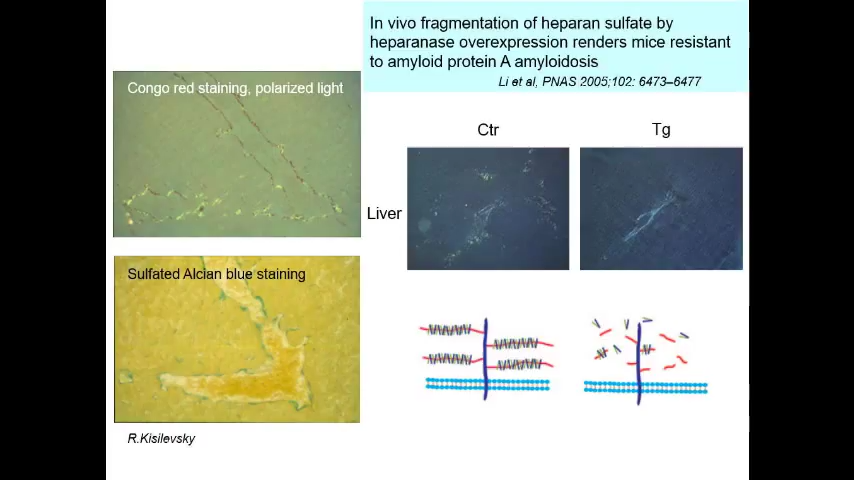 In vivo fragmentation of heparan sulfate by
heparanase overexpression renders mice resistant
to amyloid protein A amyloidosis
Li et al, PNAS 2005;102: 6473–6477
Congo red staining, polarized light
Ctr
Tg
Liver
Sulfated Alcian blue staining
R.Kisilevsky